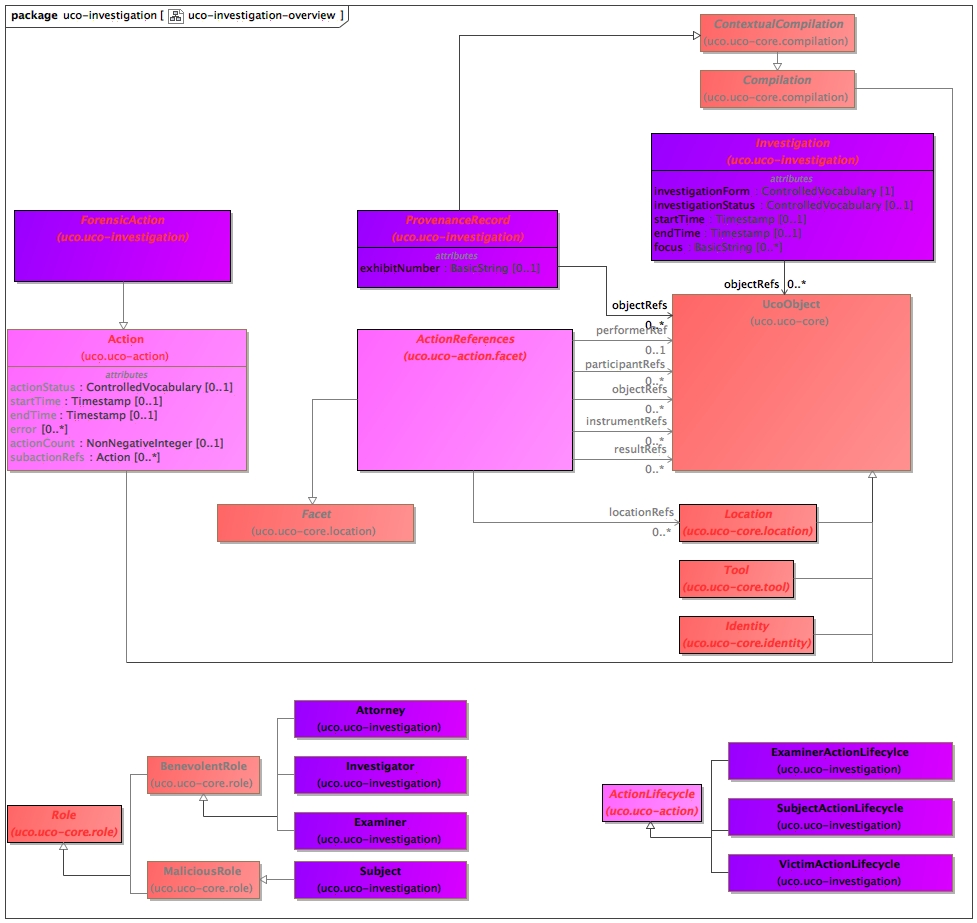 package uco-investigation [ uco-investigation-overview ]
ContextualCompilation
(uco.uco-core.compilation)
Compilation
(uco.uco-core.compilation)
Investigation
(uco.uco-investigation)
attributes
investigationForm : ControlledVocabulary [1]
investigationStatus : ControlledVocabulary [0..1]
startTime : Timestamp [0..1]
endTime : Timestamp [0..1]
focus : BasicString [0..*]
objectRefs 0..*
ForensicAction
(uco.uco-investigation)
ProvenanceRecord
(uco.uco-investigation)
attributes
exhibitNumber : BasicString [0..1]
objectRefs
0..*
UcoObject
(uco.uco-core)
Action
(uco.uco-action)
attributes
actionStatus : ControlledVocabulary [0..1]
startTime : Timestamp [0..1]
endTime : Timestamp [0..1]
error [0..*]
actionCount : NonNegativeInteger [0..1]
subactionRefs : Action [0..*]
ActionReferences
(uco.uco-action.facet)
performerRef
0..1
participantRefs
0..*
objectRefs
0..*
instrumentRefs
0..*
resultRefs
0..*
Facet
(uco.uco-core.location)
locationRefs
0..*
Location
(uco.uco-core.location)
Tool
(uco.uco-core.tool)
Identity
(uco.uco-core.identity)
Attorney
(uco.uco-investigation)
BenevolentRole
(uco.uco-core.role)
Investigator
(uco.uco-investigation)
Role
(uco.uco-core.role)
Examiner
(uco.uco-investigation)
MaliciousRole
(uco.uco-core.role)
Subject
(uco.uco-investigation)
ExaminerActionLifecylce
(uco.uco-investigation)
ActionLifecycle
(uco.uco-action)
SubjectActionLifecycle
(uco.uco-investigation)
VictimActionLifecycle
(uco.uco-investigation)